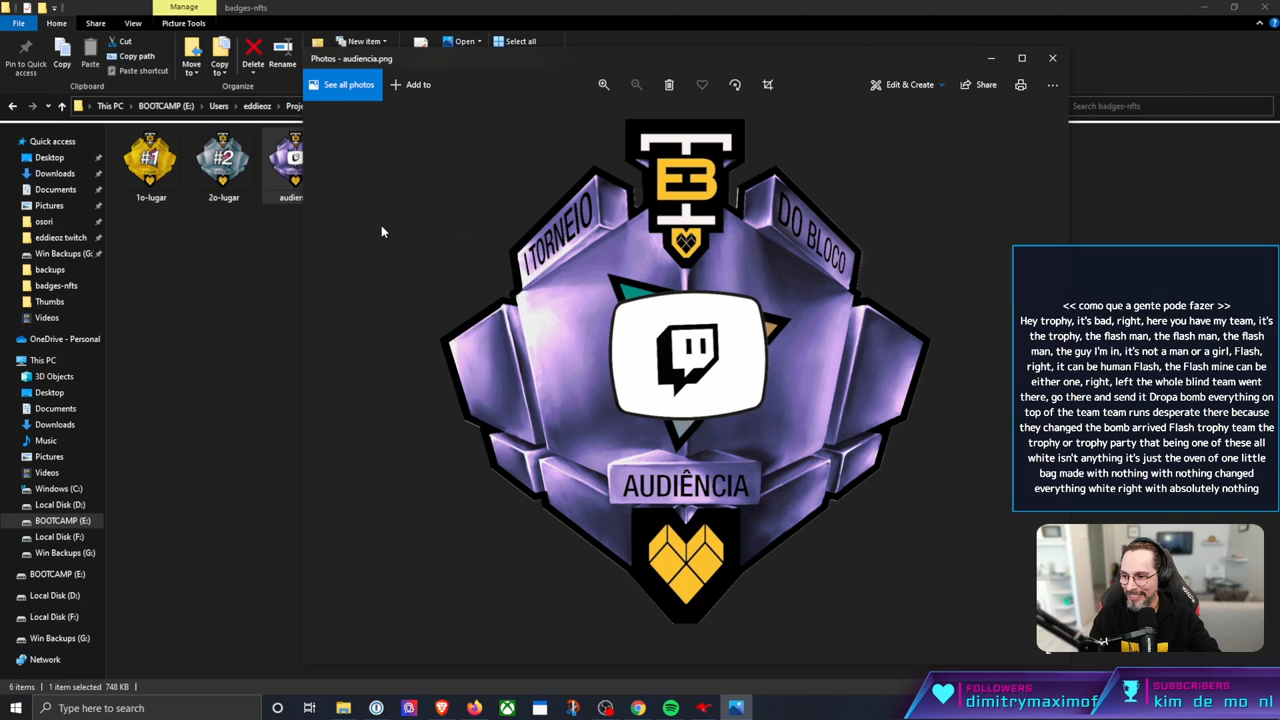 Manage
badges-nfts
File
Home
Share
View
Picture Tools
Pin to Quick access
Copy
Paste
Cut
Copy path
Paste shortcut
Clipboard
Move to
Copy to
Delete
Rename
Organize
New item
Open
Select all
Photos - audiencia.png
See all photos
Add to
Edit & Create
Share
This PC
BOOTCAMP (E:)
Users
eddieoz
Proje
Search badges-nfts
Quick access
Desktop
Downloads
Documents
Pictures
osori
eddieoz twitch
Win Backups (G:
backups
badges-nfts
Thumbs
Videos
OneDrive - Personal
This PC
3D Objects
Desktop
Documents
Downloads
Music
Pictures
Videos
Windows (C:)
Local Disk (D:)
BOOTCAMP (E:)
Local Disk (F:)
Win Backups (G:)
BOOTCAMP (E:)
Local Disk (D:)
Local Disk (F:)
Win Backups (G:)
Network
#1
1o-lugar
#2
2o-lugar
audien
B
I TORNEIO
DO BLOCO
AUDIÊNCIA
<< como que a gente pode fazer >>
Hey trophy, it's bad, right, here you have my team, it's
the trophy, the flash man, the flash man, the flash
man, the guy I'm in, it's not a man or a girl, Flash,
right, it can be human Flash, the Flash mine can be
either one, right, left the whole blind team went
there, go there and send it Dropa bomb everything on
top of the team team runs desperate there because
they changed the bomb arrived Flash trophy team the
trophy or trophy party that being one of these all
white isn't anything it's just the oven of one little
bag made with nothing with nothing changed
everything white right with absolutely nothing
6 items
1 item selected 748 KB
Type here to search
FOLLOWERS
dimitrymaximof
SUBSCRIBERS
kim_de_mo_nl